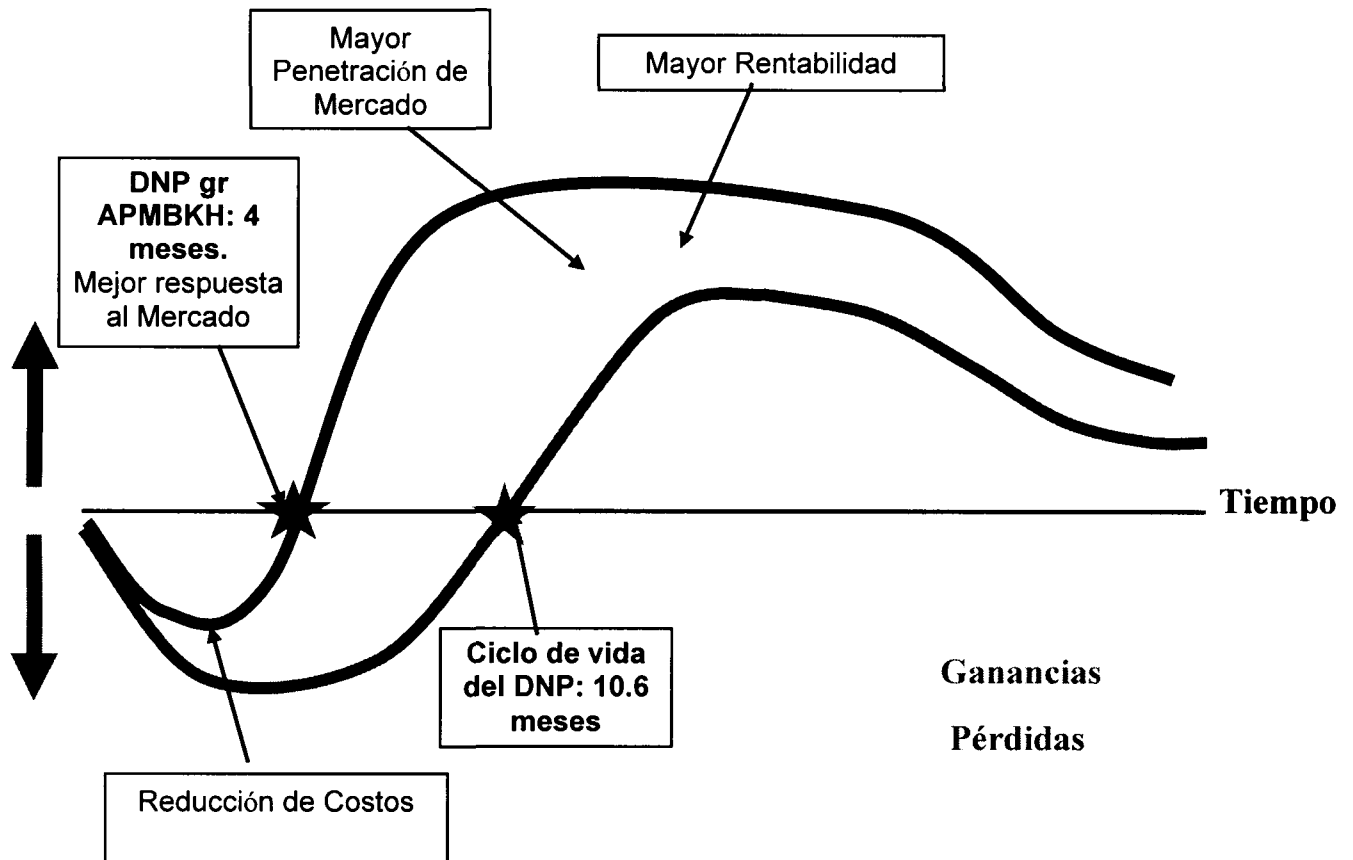 Mayor
Penetración de
Mercado
Mayor Rentabilidad
DNP gr
APMBKH: 4
meses.
Mejor respuesta
al Mercado
Tiempo
Ciclo de vida
del DNP: 10.6
meses
Ganancias
Pérdidas
Reducción de Costos